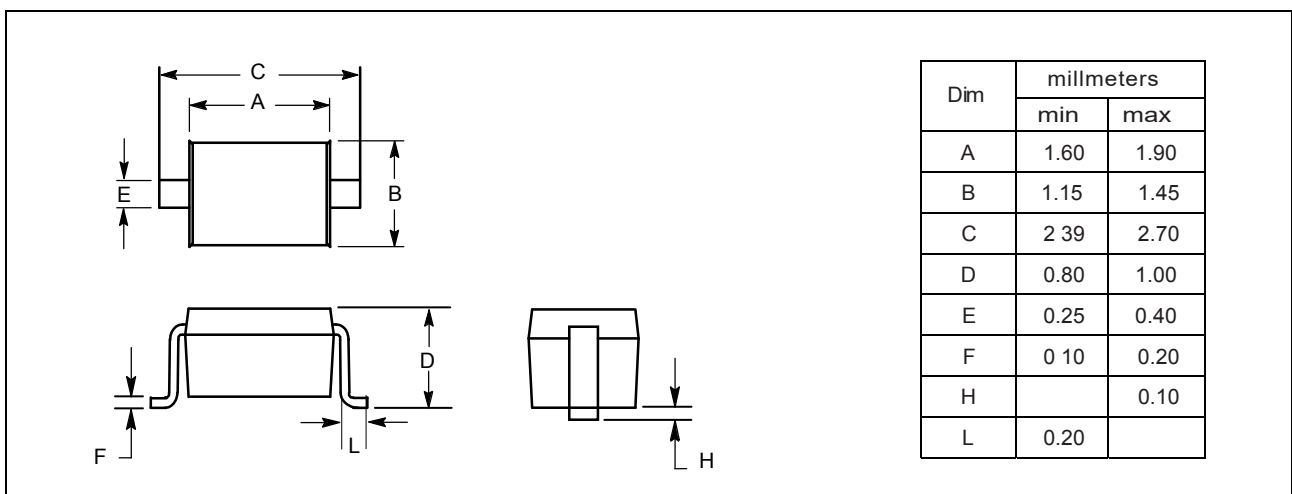 C
A
E
B
D
F
L
H
Dim millmeters
min max
A 1.60 1.90
B 1.15 1.45
C 2 39 2.70
D 0.80 1.00
E 0.25 0.40
F 0 10 0.20
H 0.10
L 0.20